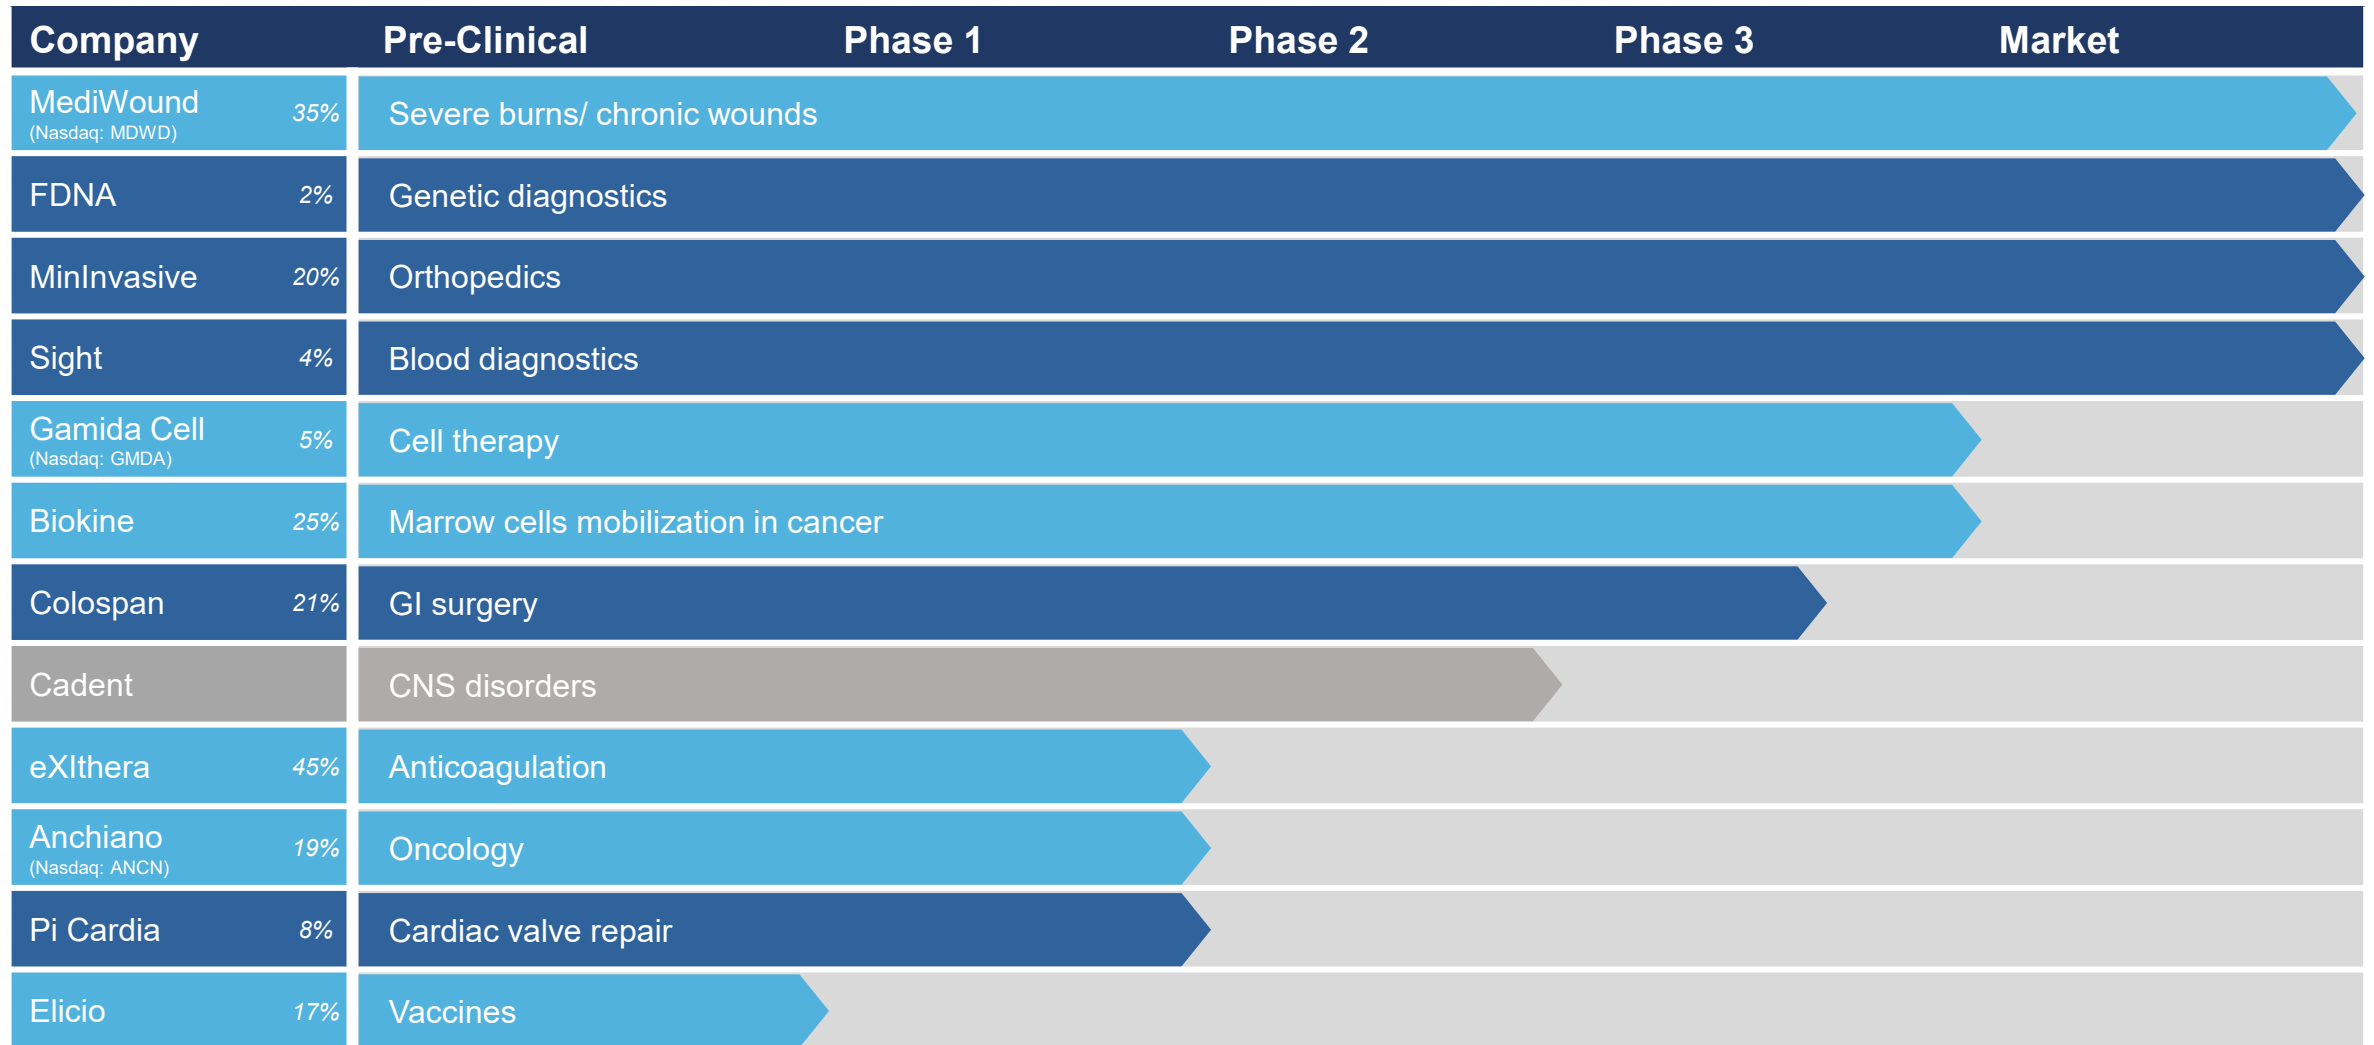 Company Pre-Clinical Phase 1 Phase 2 Phase 3 Market
MediWound 35% Severe burns/ chronic wounds
(Nasdaq: MDWD)
FDNA 2% Genetic diagnostics
MinInvasive 20% Orthopedics
Sight 4% Blood diagnostics
Gamida Cell 5% Cell therapy
(Nasdaq: GMDA)
Biokine 25% Marrow cells mobilization in cancer
Colospan 21% GI surgery
Cadent CNS disorders
eXIthera 45% Anticoagulation
Anchiano 19% Oncology
(Nasdaq: ANCN)
Pi Cardia 8% Cardiac valve repair
Elicio 17% Vaccines